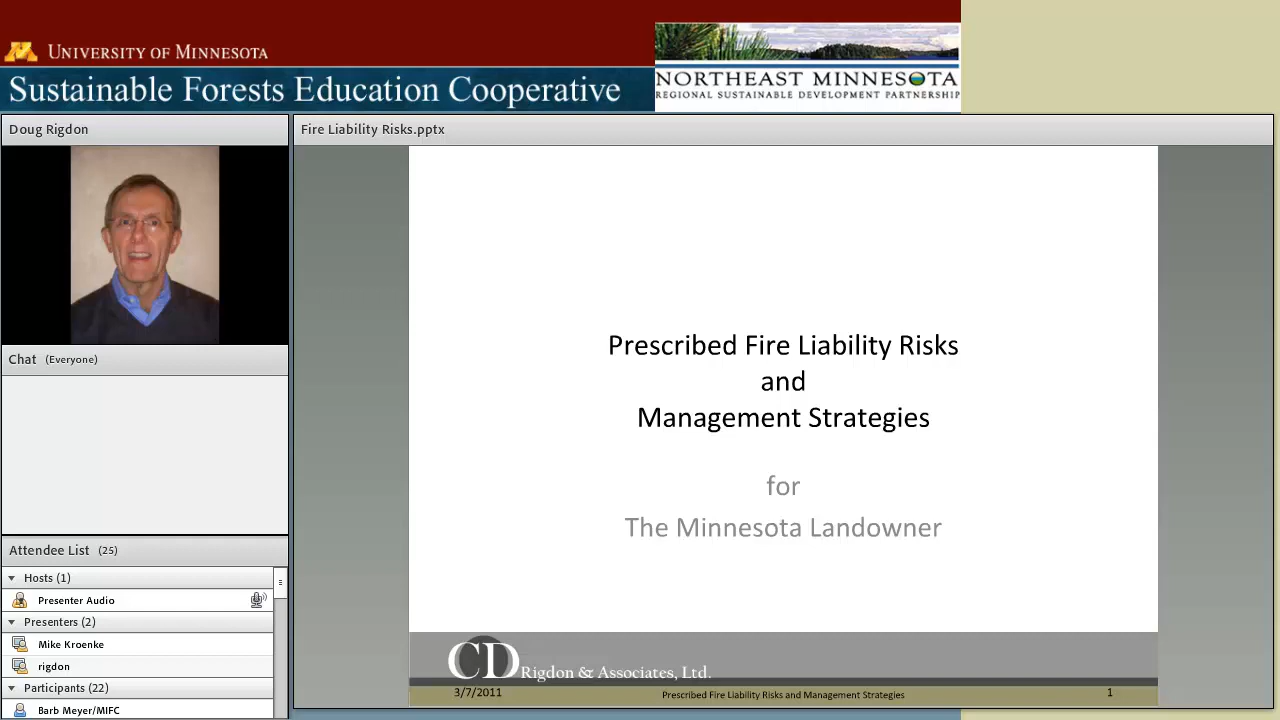 UNIVERSITY OF MINNESOTA
Sustainable Forests Education Cooperative
NORTHEAST MINNESOTA
REGIONAL SUSTAINABLE DEVELOPMENT PARTNERSHIP
Doug Rigdon
Chat (Everyone)
Attendee List (25)
Hosts (1)
Presenter Audio
Presenters (2)
Mike Kroenke
rigdon
Participants (22)
Barb Meyer/MIFC
Fire Liability Risks.pptx
Prescribed Fire Liability Risks
and
Management Strategies
for
The Minnesota Landowner
CD Rigdon & Associates, Ltd.
3/7/2011 Prescribed Fire Liability Risks and Management Strategies 1